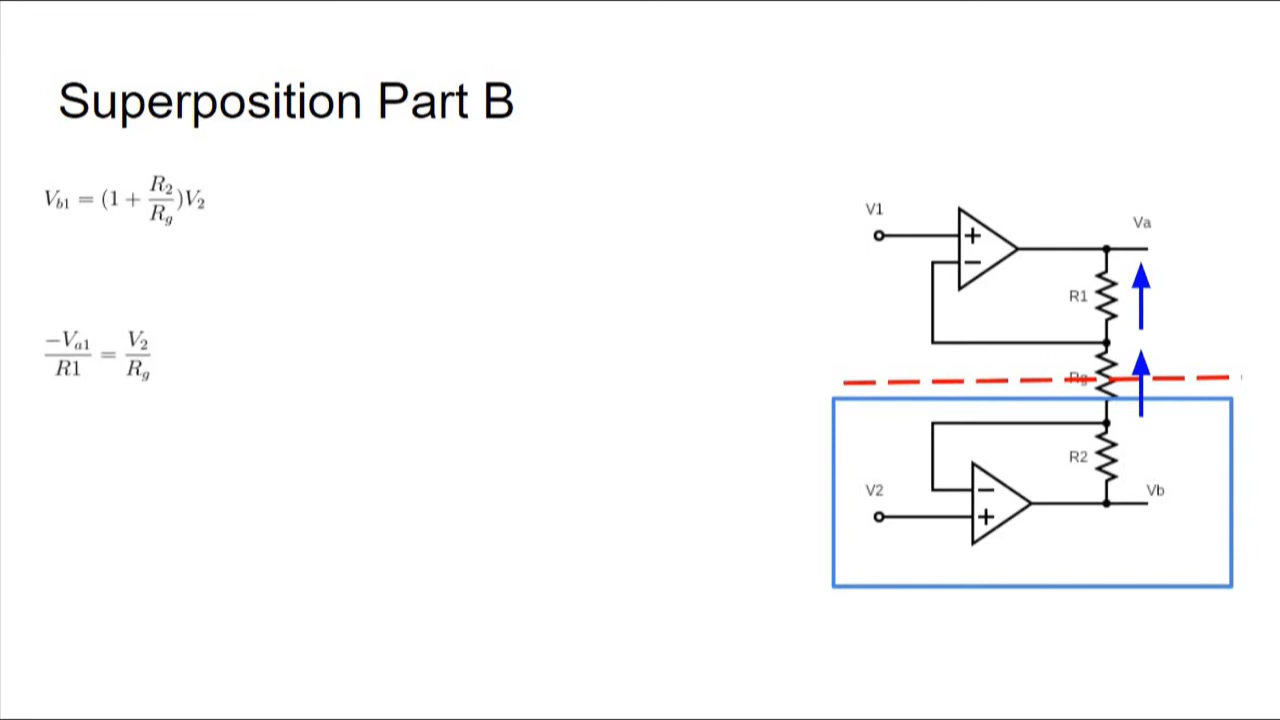 Superposition Part B
V_{b1} = (1 + \frac{R_2}{R_g})V_2
\frac{-V_{a1}}{R1} = \frac{V_2}{R_g}
V1
+
−
Va
R1
Rg
R2
V2
−
+
Vb